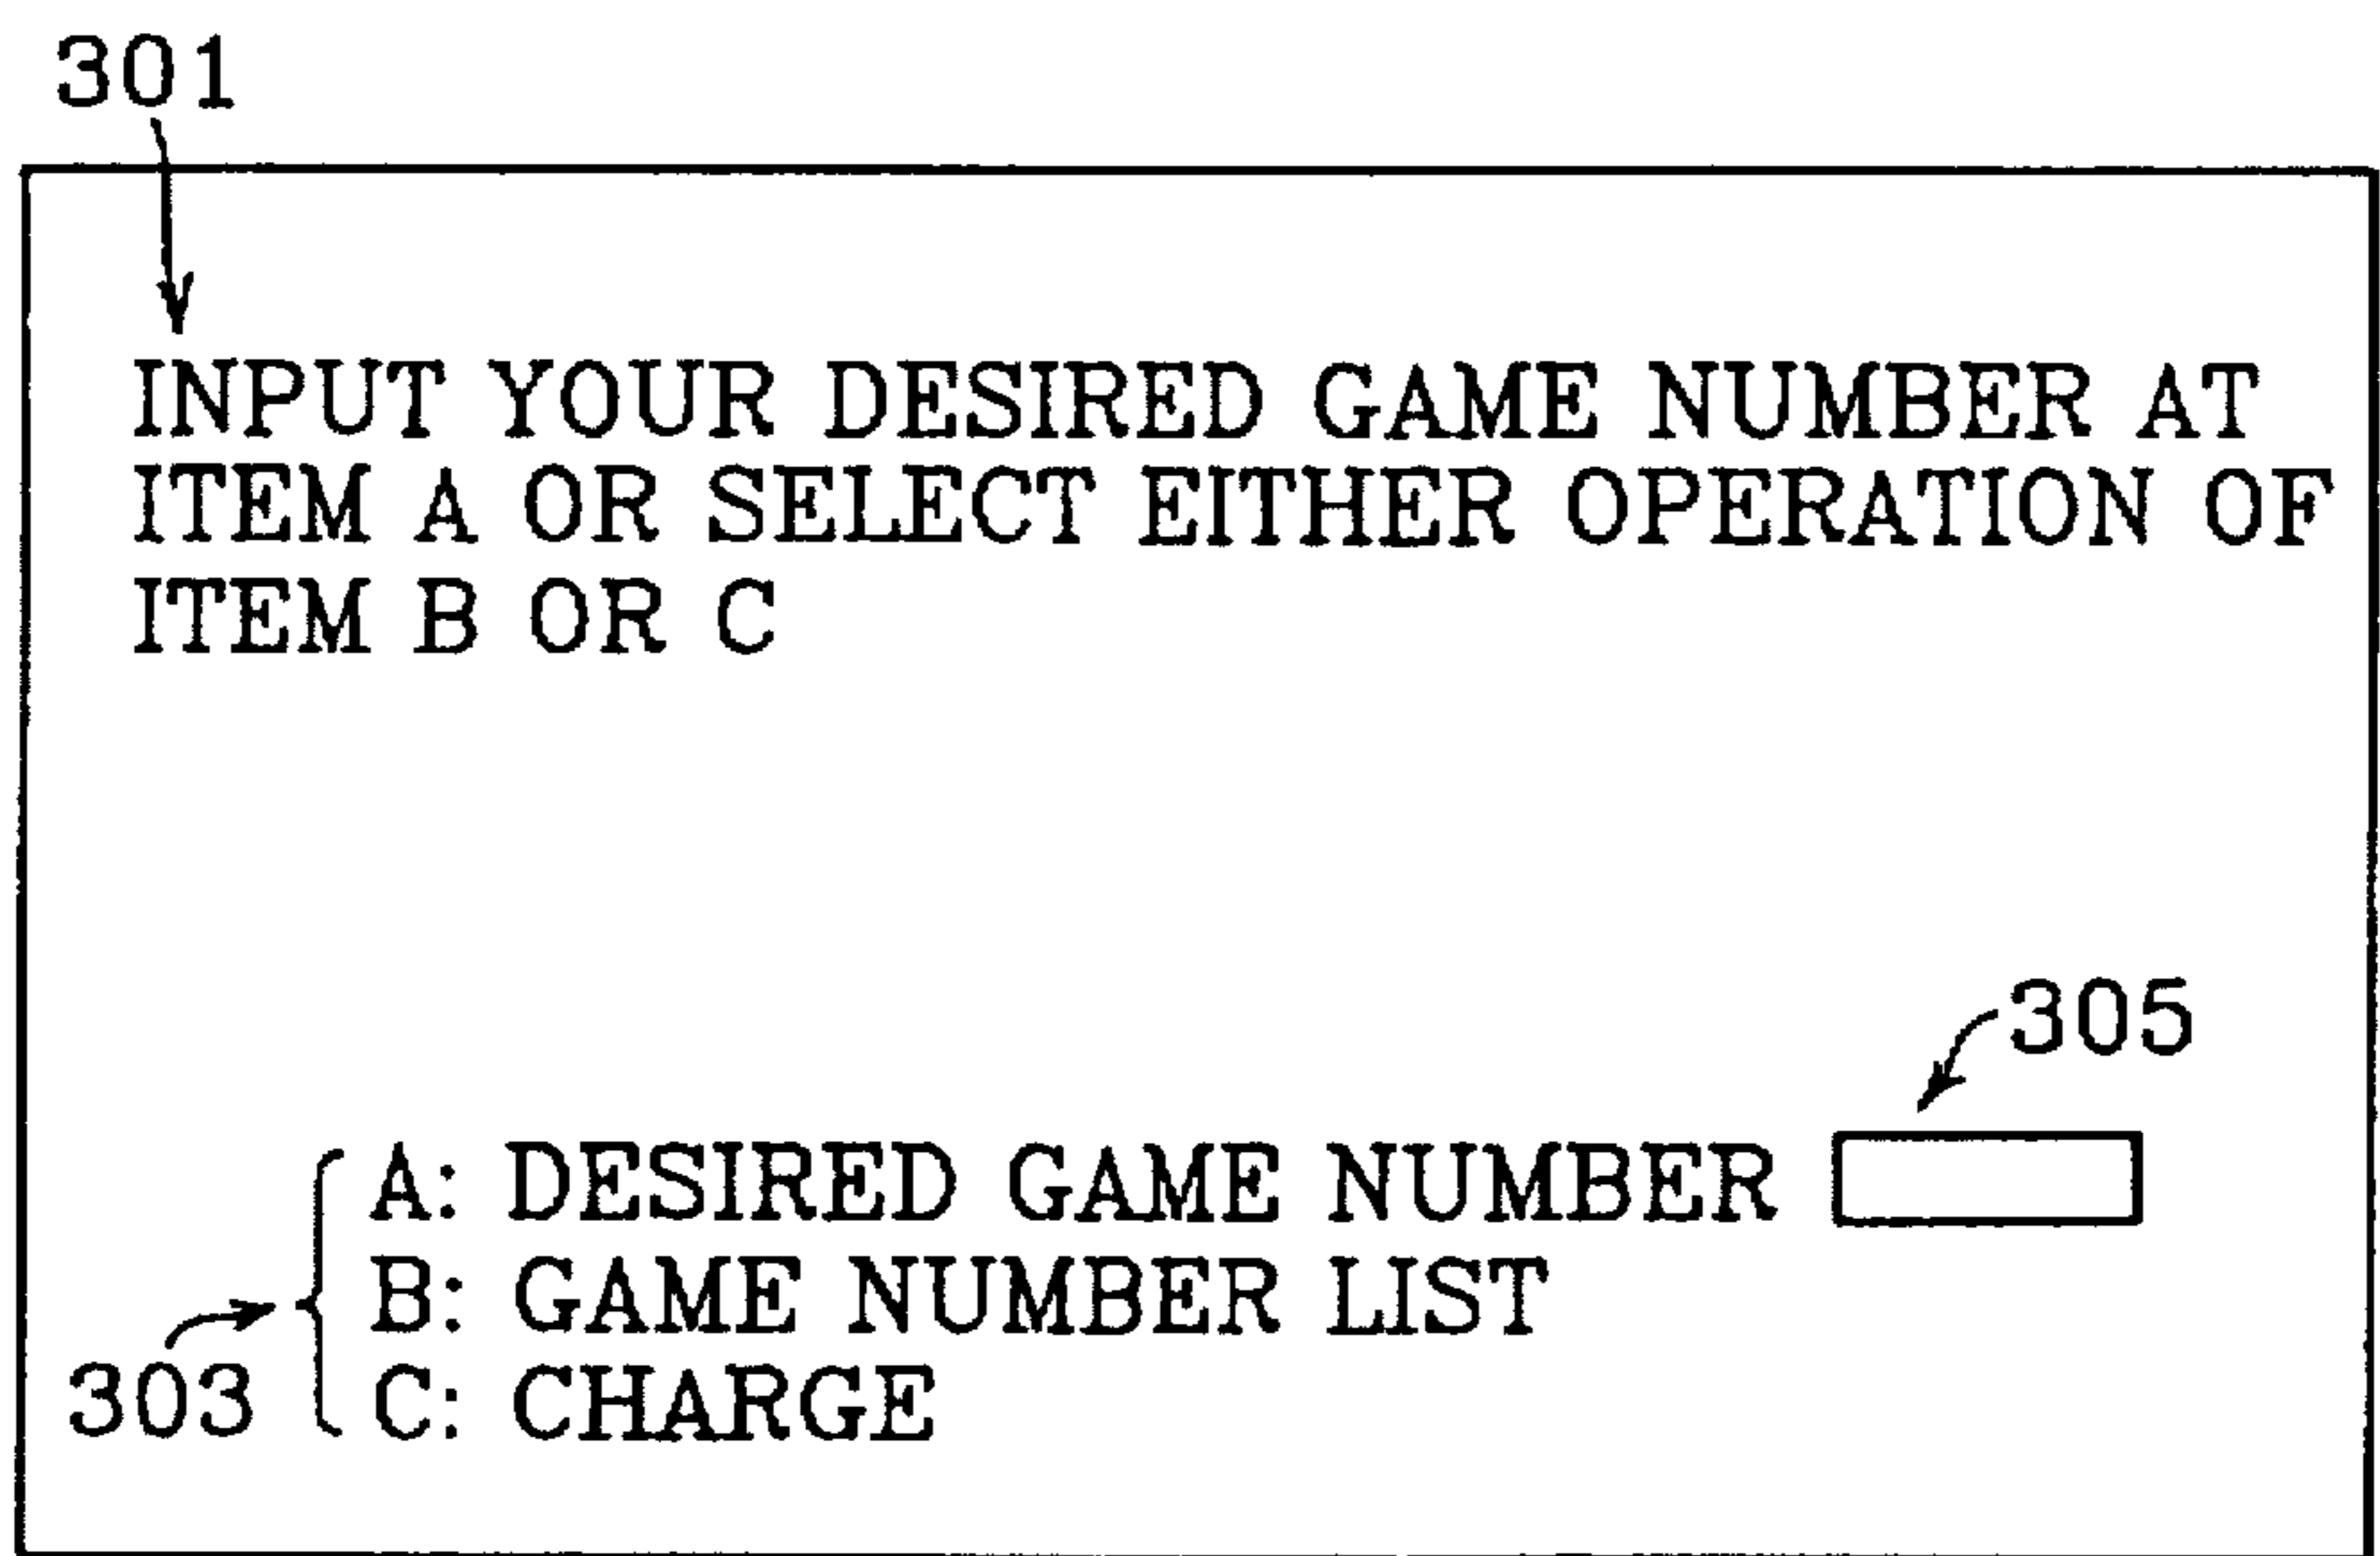 301
INPUT YOUR DESIRED GAME NUMBER AT
ITEM A OR SELECT EITHER OPERATION OF
ITEM B OR C
305
A: DESIRED GAME NUMBER
B: GAME NUMBER LIST
303
C: CHARGE